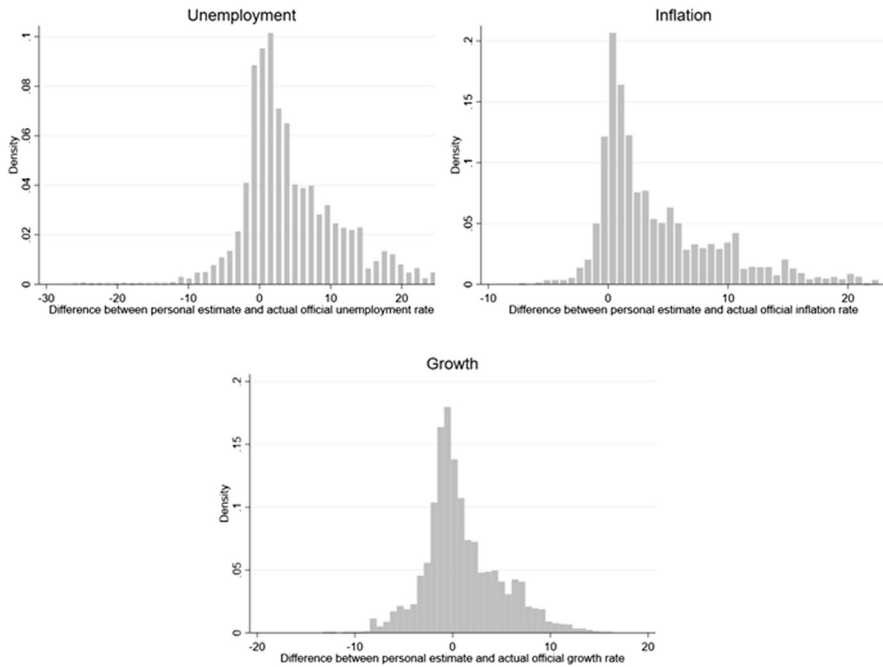 Unemployment
Density
0 .02 .04 .06 .08 .1
-30 -20 -10 0 10 20
Difference between personal estimate and actual official unemployment rate
Inflation
Density
0 .05 .1 .15 .2
-10 0 10 20
Difference between personal estimate and actual official inflation rate
Growth
Density
0 .05 .1 .15 .2
-20 -10 0 10 20
Difference between personal estimate and actual official growth rate